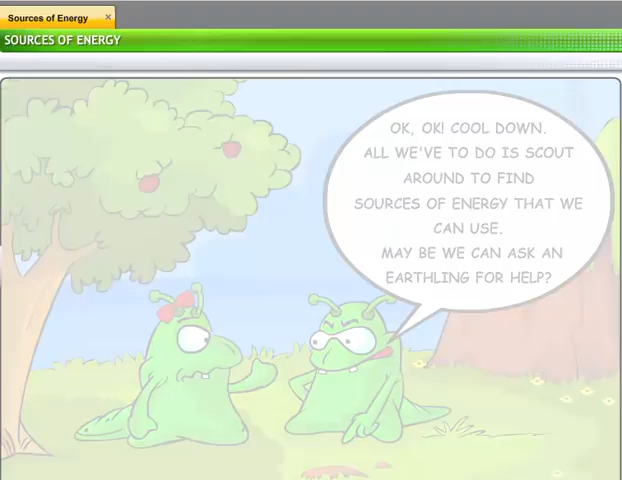 Sources of Energy
SOURCES OF ENERGY
OK, OK! COOL DOWN.
ALL WE'VE TO DO IS SCOUT
AROUND TO FIND
SOURCES OF ENERGY THAT WE
CAN USE.
MAY BE WE CAN ASK AN
EARTHLING FOR HELP?